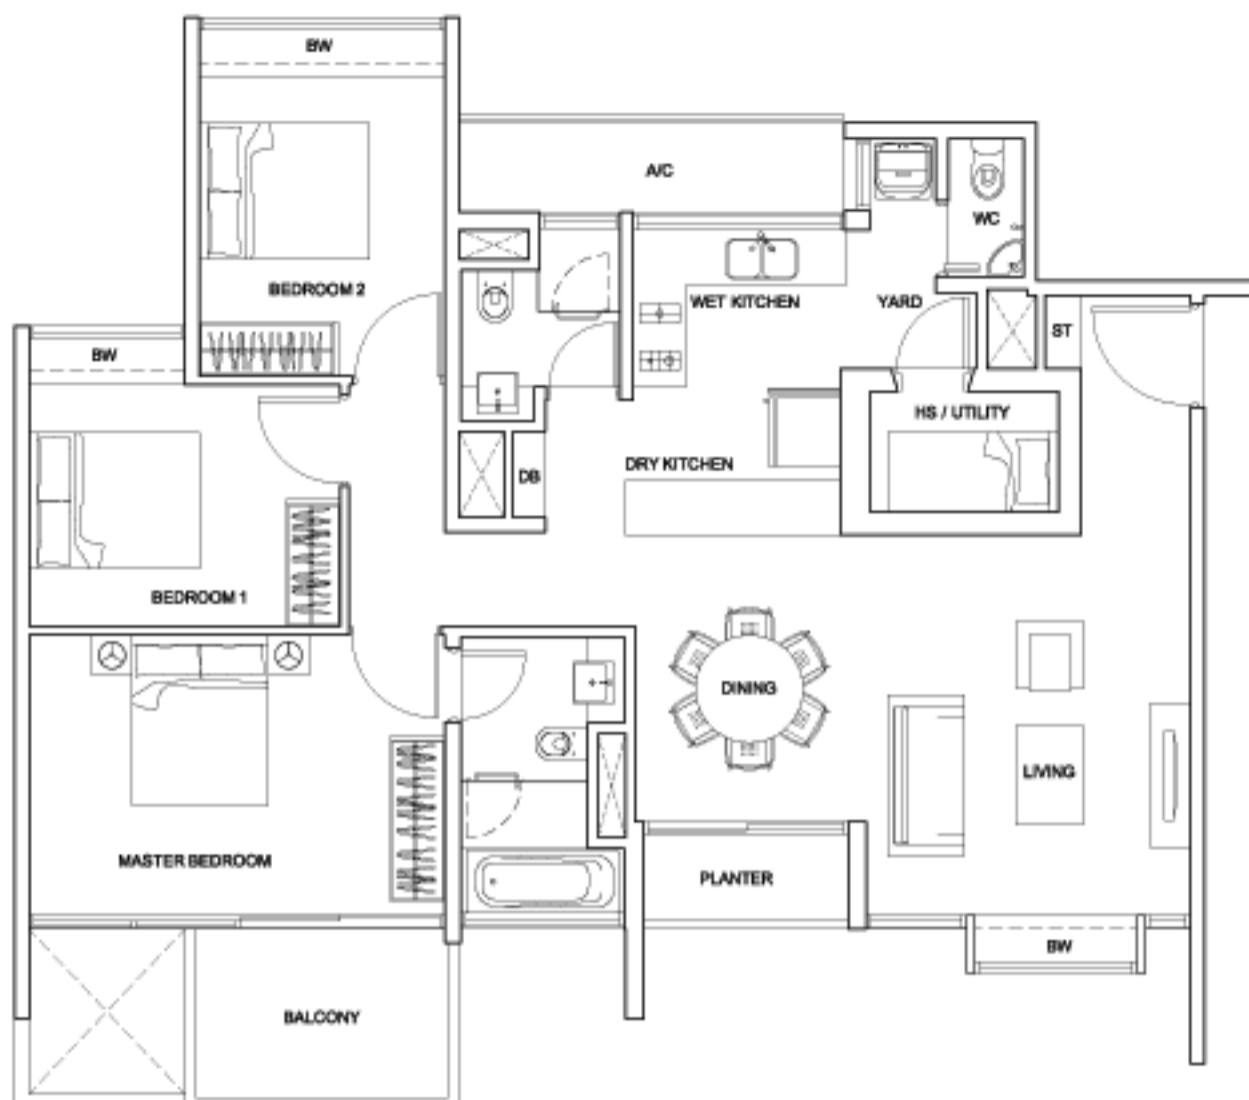 BW
A/C
WC
BEDROOM 2
WET KITCHEN
YARD
ST
BW
HS / UTILITY
DRY KITCHEN
DB
BEDROOM 1
DINING
LIVING
MASTER BEDROOM
PLANTER
BW
BALCONY